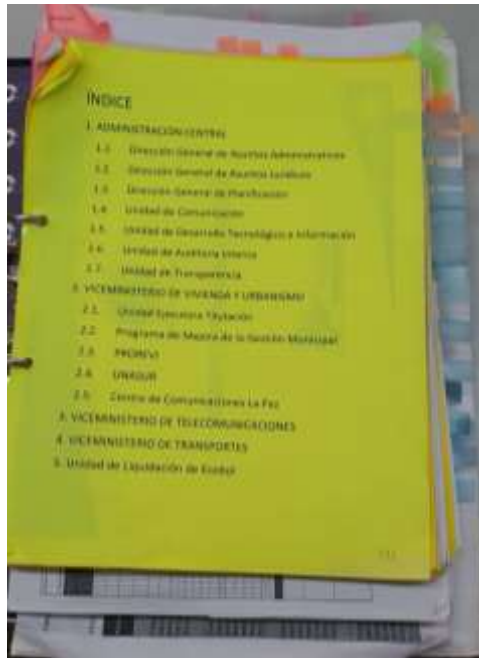 ÍNDICE
1. ADMINISTRACIÓN CENTRAL
1.1. Dirección General de Asuntos Administrativos
1.2. Dirección General de Asuntos Jurídicos
1.3. Dirección General de Planificación
1.4. Unidad de Comunicación
1.5. Unidad de Desarrollo Tecnológico e Información
1.6. Unidad de Auditoría Interna
1.7. Unidad de Transparencia
2. VICEMINISTERIO DE VIVIENDA Y URBANISMO
2.1. Unidad Ejecutora Titulación
2.2. Programa de Mejora de la Gestión Municipal
2.3. PROREVI
2.4. UNASUR
2.5. Centro de Comunicaciones La Paz
3. VICEMINISTERIO DE TELECOMUNICACIONES
4. VICEMINISTERIO DE TRANSPORTES
5. Unidad de Liquidación de Ecobol